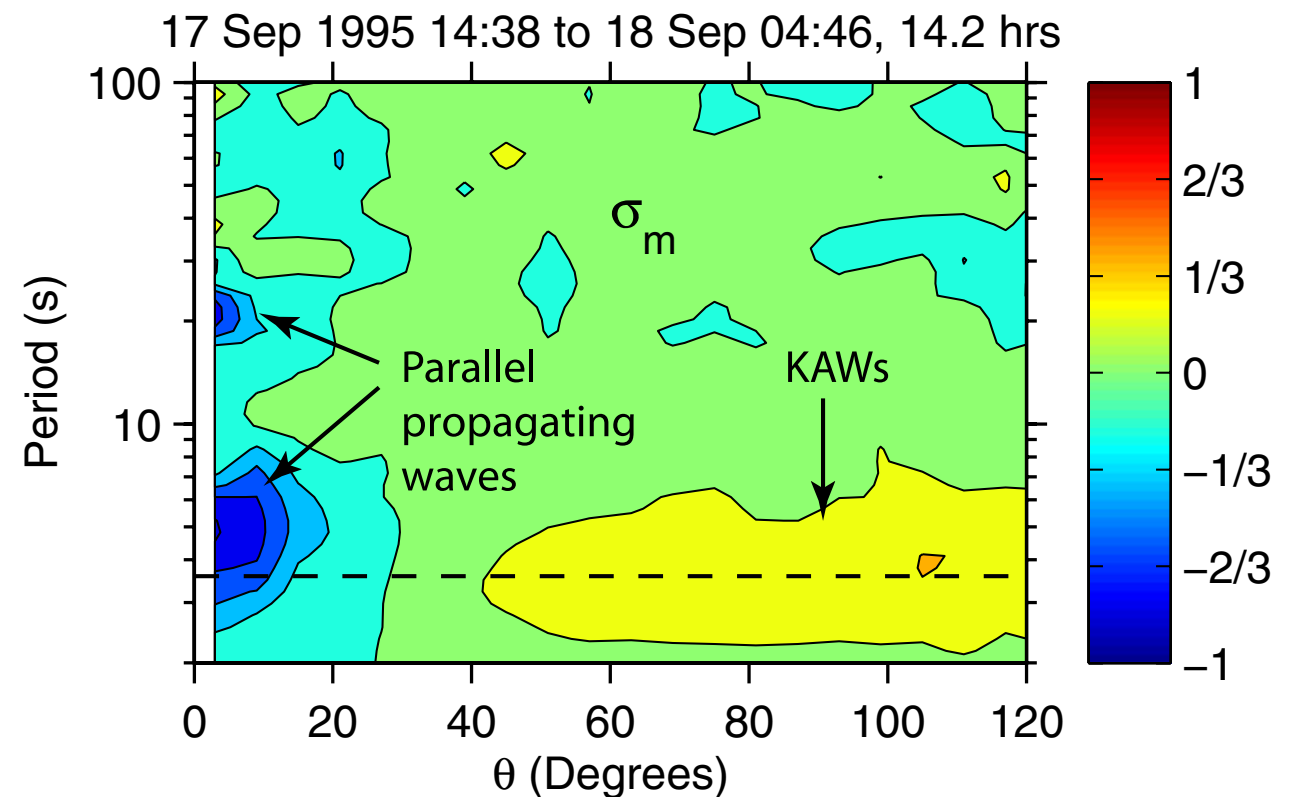 17 Sep 1995 14:38 to 18 Sep 04:46, 14.2 hrs
100
10
Period (s)
σm
Parallel
propagating
waves
KAWs
0 20 40 60 80 100 120
θ (Degrees)
1
2/3
1/3
0
−1/3
−2/3
−1